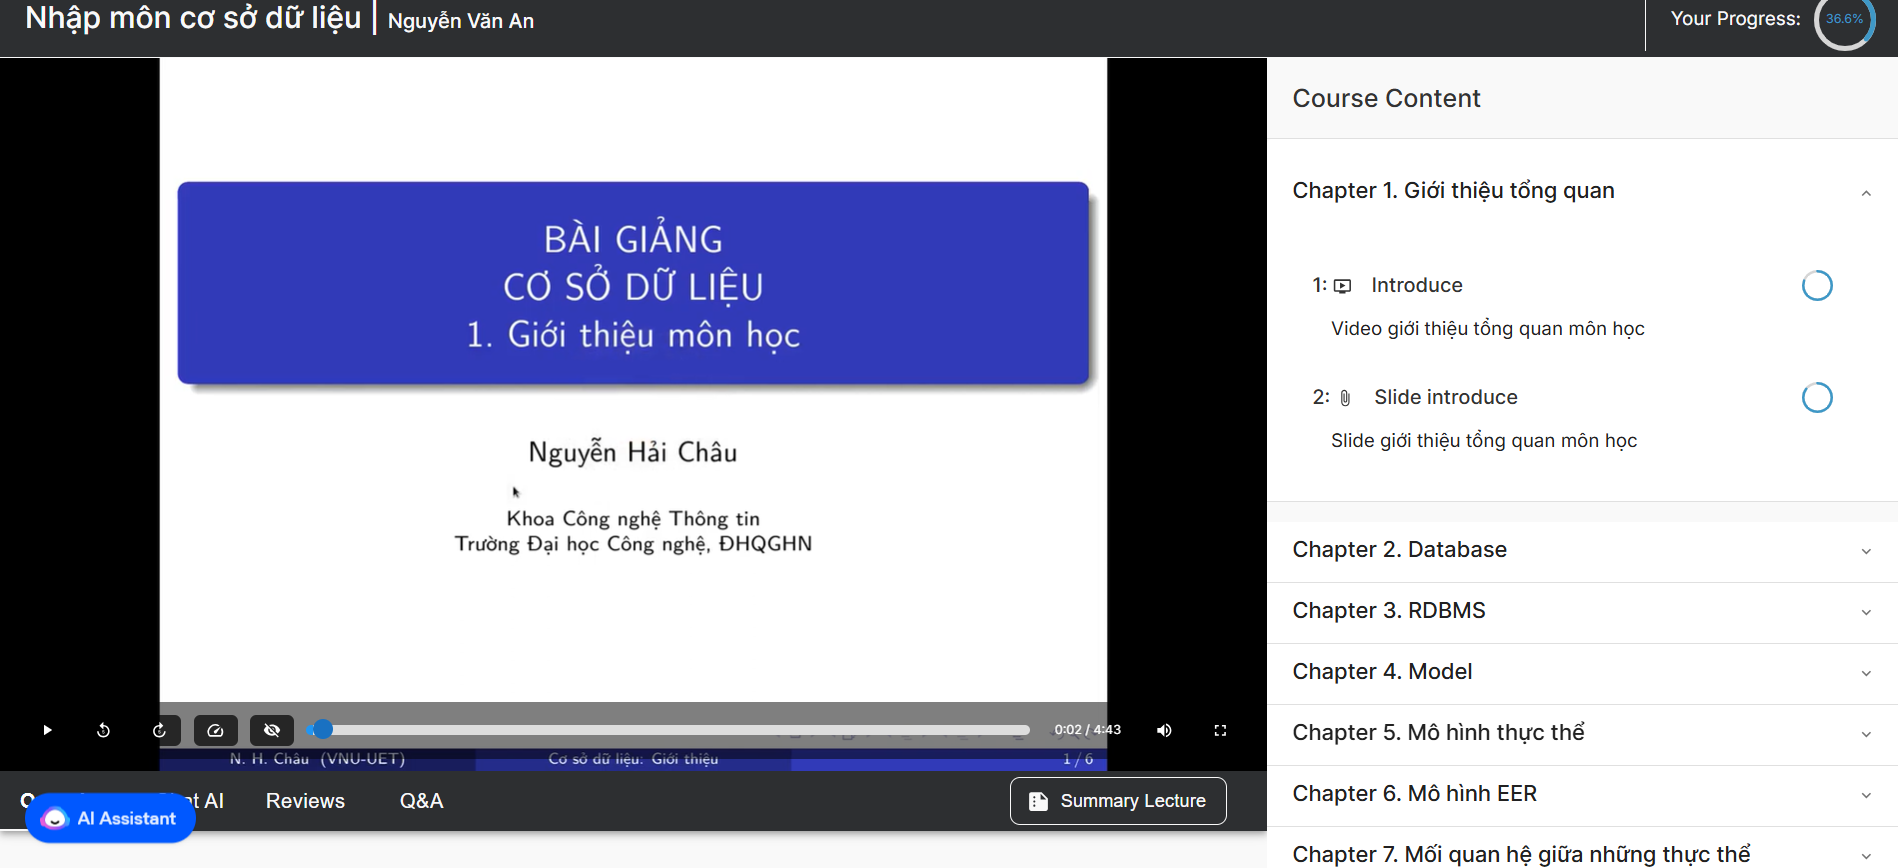 Nhập môn cơ sở dữ liệu | Nguyễn Văn An
Your Progress: 36.6%
BÀI GIẢNG
CƠ SỞ DỮ LIỆU
1. Giới thiệu môn học
Nguyễn Hải Châu
Khoa Công nghệ Thông tin
Trường Đại học Công nghệ, ĐHQGHN
0:02 / 4:43
N. H. Châu (VNU-UET) Cơ sở dữ liệu: Giới thiệu 1 / 6
AI Reviews Q&A Summary Lecture
AI Assistant
Course Content
Chapter 1. Giới thiệu tổng quan
1: Introduce
Video giới thiệu tổng quan môn học
2: Slide introduce
Slide giới thiệu tổng quan môn học
Chapter 2. Database
Chapter 3. RDBMS
Chapter 4. Model
Chapter 5. Mô hình thực thể
Chapter 6. Mô hình EER
Chapter 7. Mối quan hệ giữa những thực thể